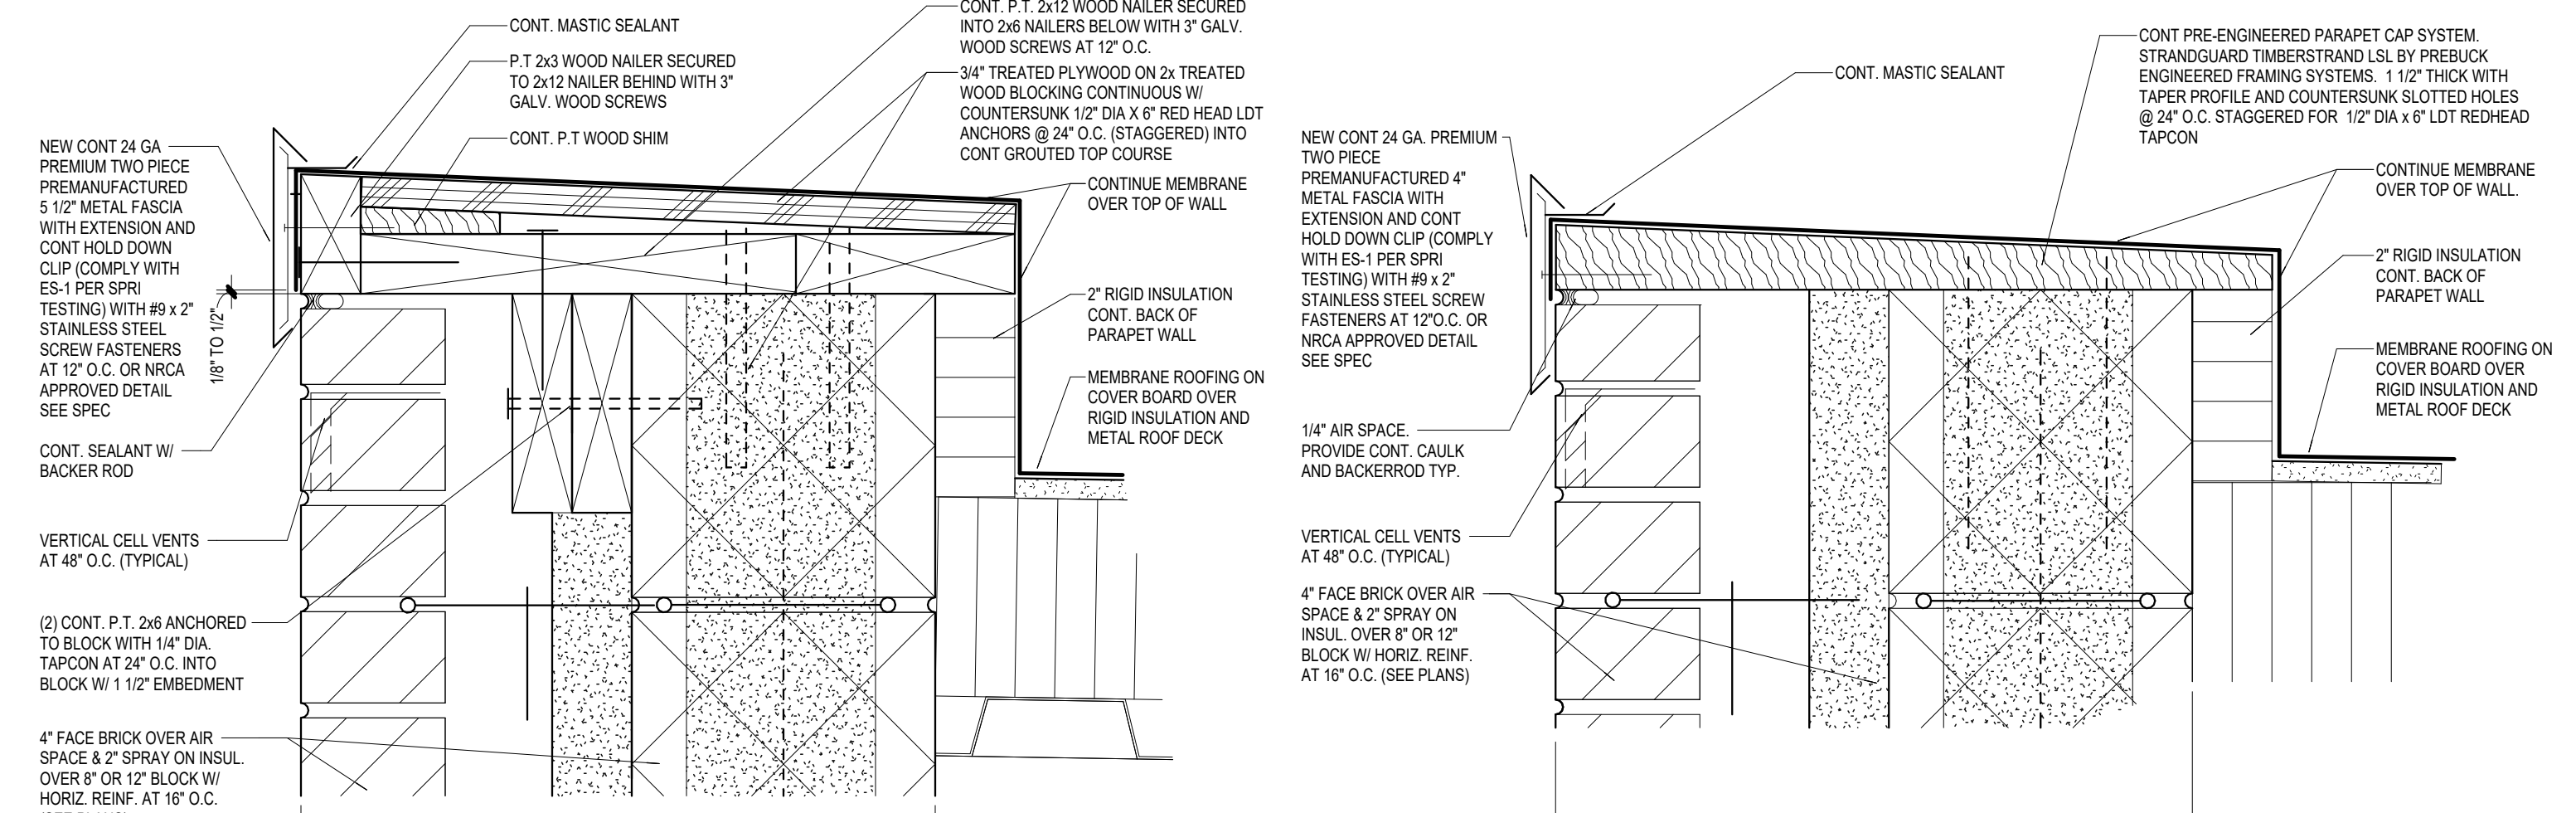 CONT. MASTIC SEALANT
P.T 2x3 WOOD NAILER SECURED
TO 2x12 NAILER BEHIND WITH 3"
GALV. WOOD SCREWS
CONT. P.T WOOD SHIM
CONT. P.T. 2x12 WOOD NAILER SECURED
INTO 2x6 NAILERS BELOW WITH 3" GALV.
WOOD SCREWS AT 12" O.C.
3/4" TREATED PLYWOOD ON 2x TREATED
WOOD BLOCKING CONTINUOUS W/
COUNTERSUNK 1/2" DIA X 6" RED HEAD LDT
ANCHORS @ 24" O.C. (STAGGERED) INTO
CONT GROUTED TOP COURSE
CONTINUE MEMBRANE
OVER TOP OF WALL
2" RIGID INSULATION
CONT. BACK OF
PARAPET WALL
MEMBRANE ROOFING ON
COVER BOARD OVER
RIGID INSULATION AND
METAL ROOF DECK
NEW CONT 24 GA
PREMIUM TWO PIECE
PREMANUFACTURED
5 1/2" METAL FASCIA
WITH EXTENSION AND
CONT HOLD DOWN
CLIP (COMPLY WITH
ES-1 PER SPRI
TESTING) WITH #9 x 2"
STAINLESS STEEL
SCREW FASTENERS
AT 12" O.C. OR NRCA
APPROVED DETAIL
SEE SPEC
1/8" TO 1/2"
CONT. SEALANT W/
BACKER ROD
VERTICAL CELL VENTS
AT 48" O.C. (TYPICAL)
(2) CONT. P.T. 2x6 ANCHORED
TO BLOCK WITH 1/4" DIA.
TAPCON AT 24" O.C. INTO
BLOCK W/ 1 1/2" EMBEDMENT
4" FACE BRICK OVER AIR
SPACE & 2" SPRAY ON INSUL.
OVER 8" OR 12" BLOCK W/
HORIZ. REINF. AT 16" O.C.
CONT. MASTIC SEALANT
CONT PRE-ENGINEERED PARAPET CAP SYSTEM.
STRANDGUARD TIMBERSTRAND LSL BY PREBUCK
ENGINEERED FRAMING SYSTEMS. 1 1/2" THICK WITH
TAPER PROFILE AND COUNTERSUNK SLOTTED HOLES
@ 24" O.C. STAGGERED FOR 1/2" DIA x 6" LDT REDHEAD
TAPCON
CONTINUE MEMBRANE
OVER TOP OF WALL.
2" RIGID INSULATION
CONT. BACK OF
PARAPET WALL
MEMBRANE ROOFING ON
COVER BOARD OVER
RIGID INSULATION AND
METAL ROOF DECK
NEW CONT 24 GA. PREMIUM
TWO PIECE
PREMANUFACTURED 4"
METAL FASCIA WITH
EXTENSION AND CONT
HOLD DOWN CLIP (COMPLY
WITH ES-1 PER SPRI
TESTING) WITH #9 x 2"
STAINLESS STEEL SCREW
FASTENERS AT 12"O.C. OR
NRCA APPROVED DETAIL
SEE SPEC
1/4" AIR SPACE.
PROVIDE CONT. CAULK
AND BACKERROD TYP.
VERTICAL CELL VENTS
AT 48" O.C. (TYPICAL)
4" FACE BRICK OVER AIR
SPACE & 2" SPRAY ON
INSUL. OVER 8" OR 12"
BLOCK W/ HORIZ. REINF.
AT 16" O.C. (SEE PLANS)